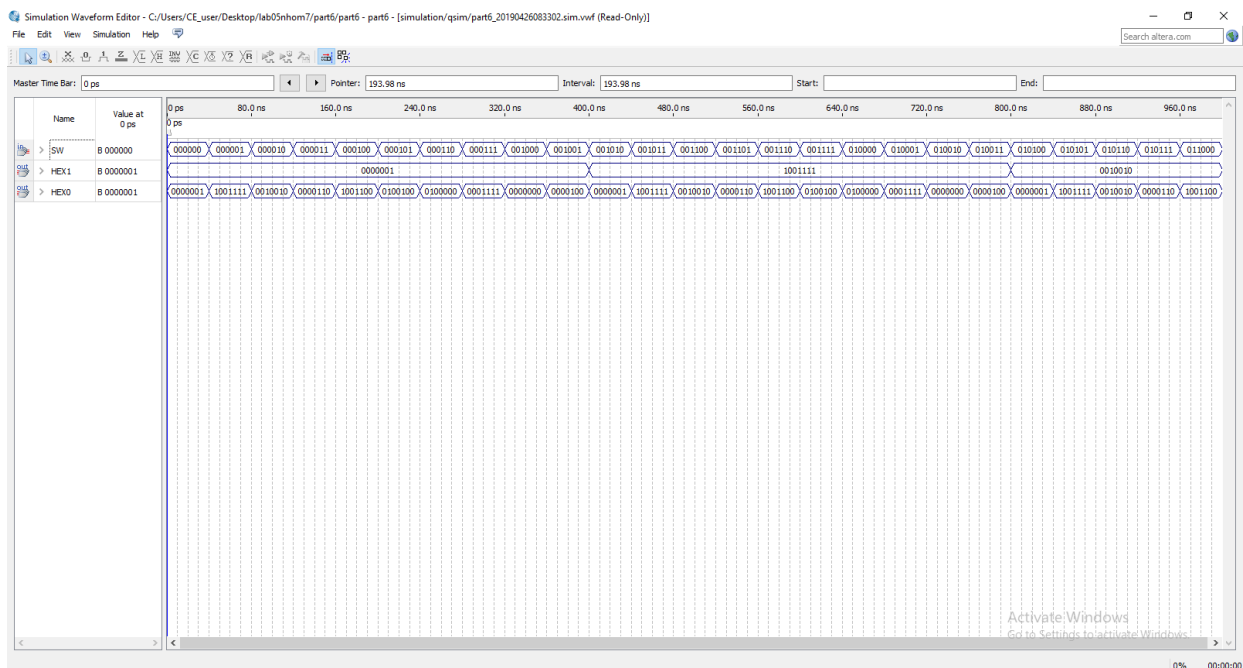 Simulation Waveform Editor - C:/Users/CE_user/Desktop/lab05nhom7/part6/part6 - part6 - [simulation/qsim/part6_20190426083302.sim.vwf (Read-Only)]
File Edit View Simulation Help
Search altera.com
Master Time Bar: 0 ps Pointer: 193.98 ns Interval: 193.98 ns Start: End:
Name Value at 0 ps
0 ps 80.0 ns 160.0 ns 240.0 ns 320.0 ns 400.0 ns 480.0 ns 560.0 ns 640.0 ns 720.0 ns 800.0 ns 880.0 ns 960.0 ns
0 ps
in > SW B 000000 000000 000001 000010 000011 000100 000101 000110 000111 001000 001001 001010 001011 001100 001101 001110 001111 010000 010001 010010 010011 010100 010101 010110 010111 011000
out > HEX1 B 0000001 0000001 1001111 0010010
out > HEX0 B 0000001 0000001 1001111 0010010 0000110 1001100 0100100 0100000 0001111 0000000 0000100 0000001 1001111 0010010 0000110 1001100 0100100 0100000 0001111 0000000 0000100 0000001 1001111 0010010 0000110 1001100
Activate Windows
Go to Settings to activate Windows.
0% 00:00:00